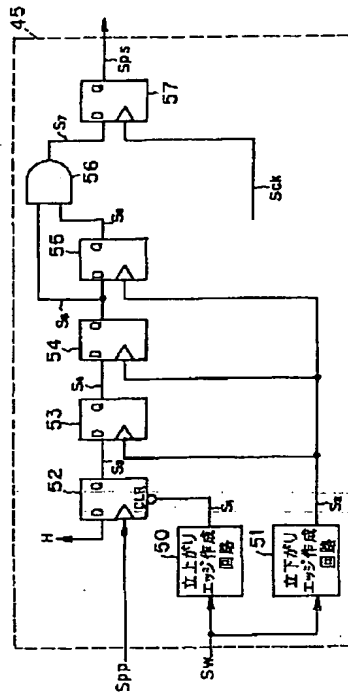 45
Sps
Q
D
57
S7
56
Sck
S6
Q
D
55
S5
Q
D
54
S4
Q
D
53
S3
Q
D
52
CLR
H
S1
S2
立上がり
エッジ作成
回路
50
立下がり
エッジ作成
回路
51
Spp
Sw